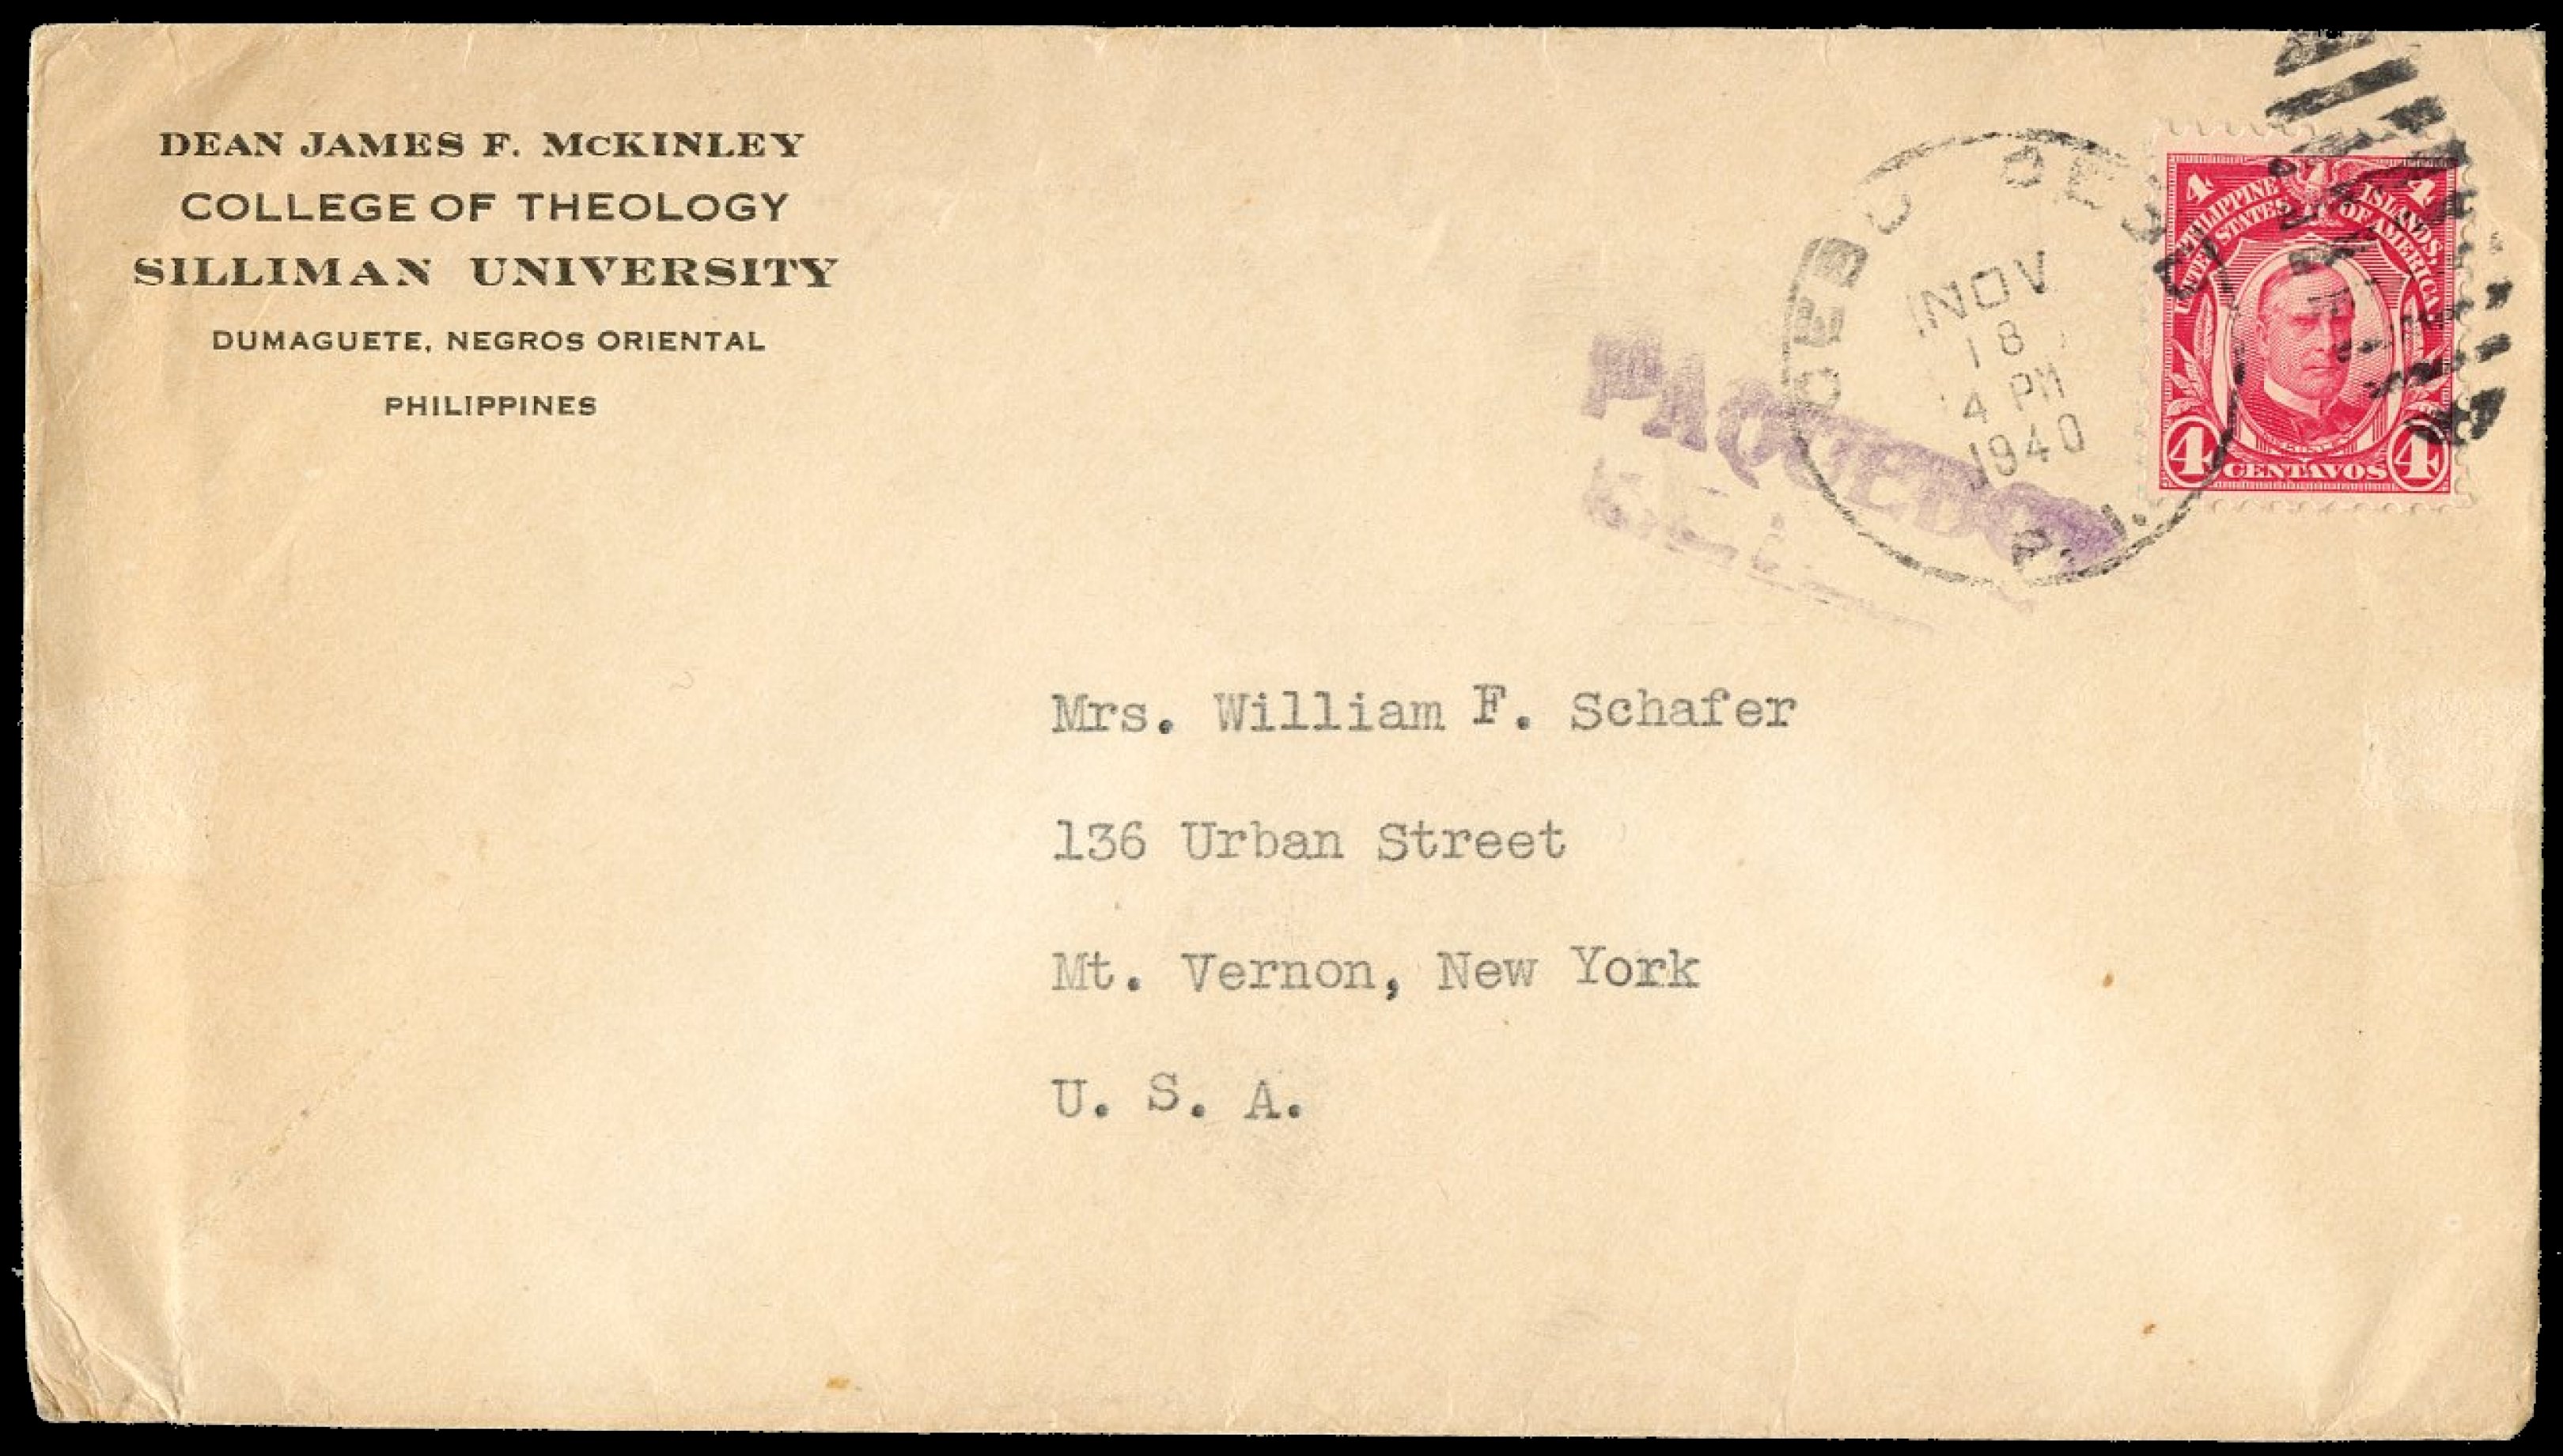 DEAN JAMES F. McKINLEY
COLLEGE OF THEOLOGY
SILLIMAN UNIVERSITY
DUMAGUETE, NEGROS ORIENTAL
PHILIPPINES
CEBU
NOV
18
4 PM
1940
P. I.
PAQUEBOT
PHILIPPINE ISLANDS,
UNITED STATES OF AMERICA
4 4
4 CENTAVOS 4
Mrs. William F. Schafer
136 Urban Street
Mt. Vernon, New York
U. S. A.